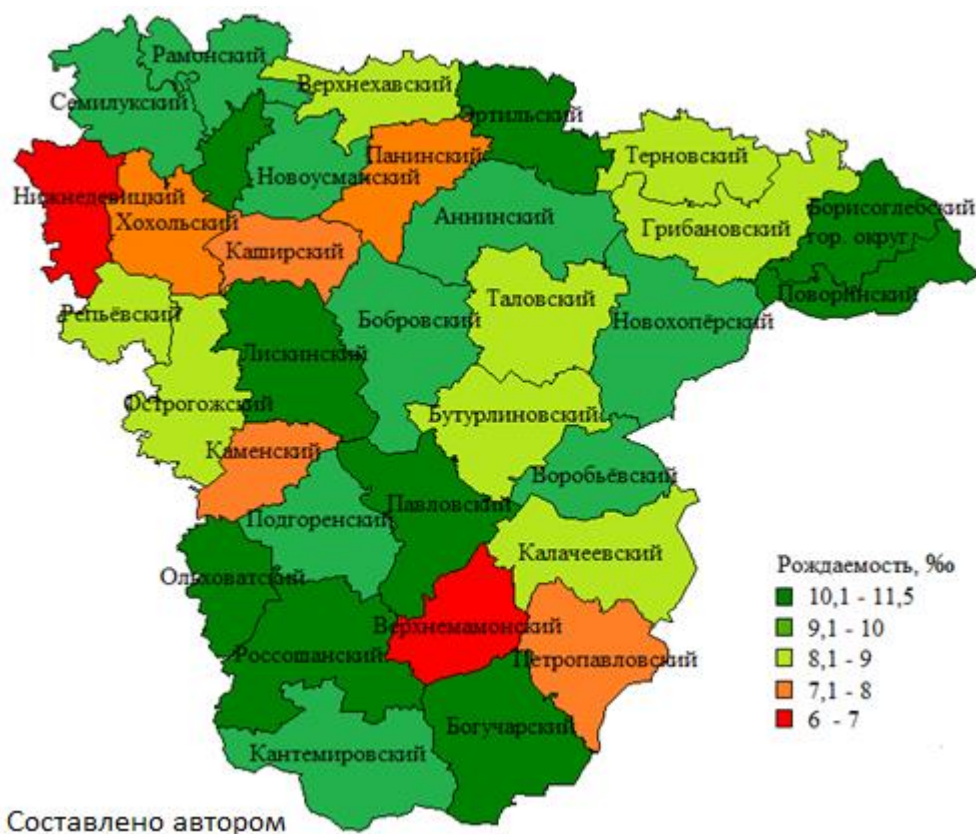 Рамонский
Семилукский
Верхнехавский
Эртильский
Панинский
Терновский
Новоусманский
Нижнедевицкий
Хохольский
Аннинский
Грибановский
Борисоглебский
гор. округ
Каширский
Поворинский
Репьёвский
Таловский
Бобровский
Новохопёрский
Лискинский
Острогожский
Бутурлиновский
Каменский
Воробьёвский
Павловский
Подгоренский
Калачеевский
Ольховатский
Верхнемамонский
Россошанский
Петропавловский
Богучарский
Кантемировский
Рождаемость, ‰
10,1 - 11,5
9,1 - 10
8,1 - 9
7,1 - 8
6 - 7
Составлено автором